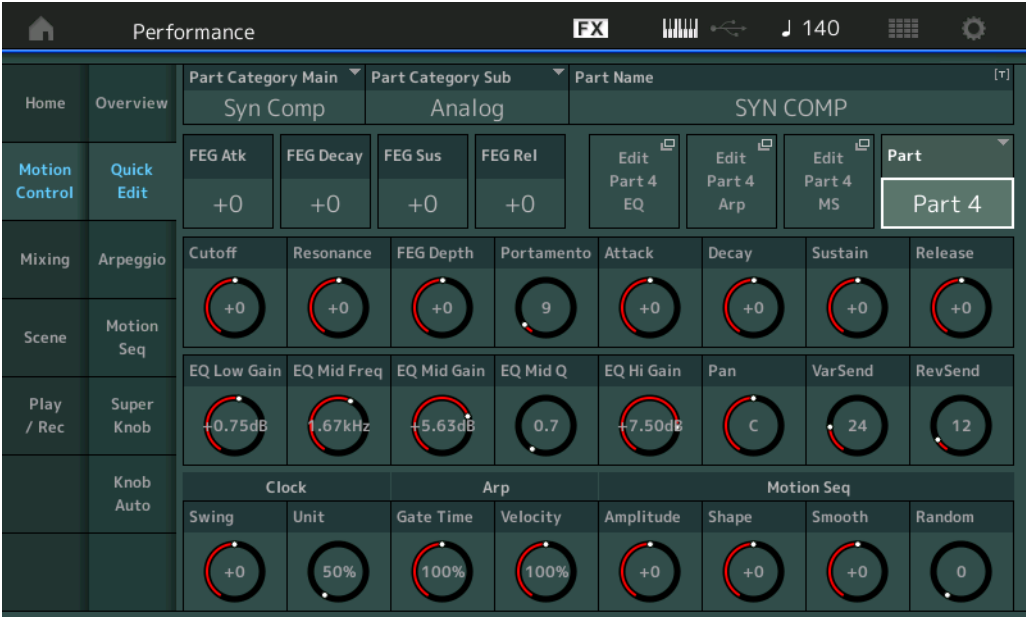 Performance FX ♩ 140
Home Overview Part Category Main Part Category Sub Part Name [T]
Syn Comp Analog SYN COMP
Motion Control Quick Edit FEG Atk FEG Decay FEG Sus FEG Rel Edit Part 4 EQ Edit Part 4 Arp Edit Part 4 MS Part
+0 +0 +0 +0 Part 4
Mixing Arpeggio Cutoff Resonance FEG Depth Portamento Attack Decay Sustain Release
+0 +0 +0 9 +0 +0 +0 +0
Scene Motion Seq
EQ Low Gain EQ Mid Freq EQ Mid Gain EQ Mid Q EQ Hi Gain Pan VarSend RevSend
Play / Rec Super Knob +0.75dB 1.67kHz +5.63dB 0.7 +7.50dB C 24 12
Knob Auto Clock Arp Motion Seq
Swing Unit Gate Time Velocity Amplitude Shape Smooth Random
+0 50% 100% 100% +0 +0 +0 0